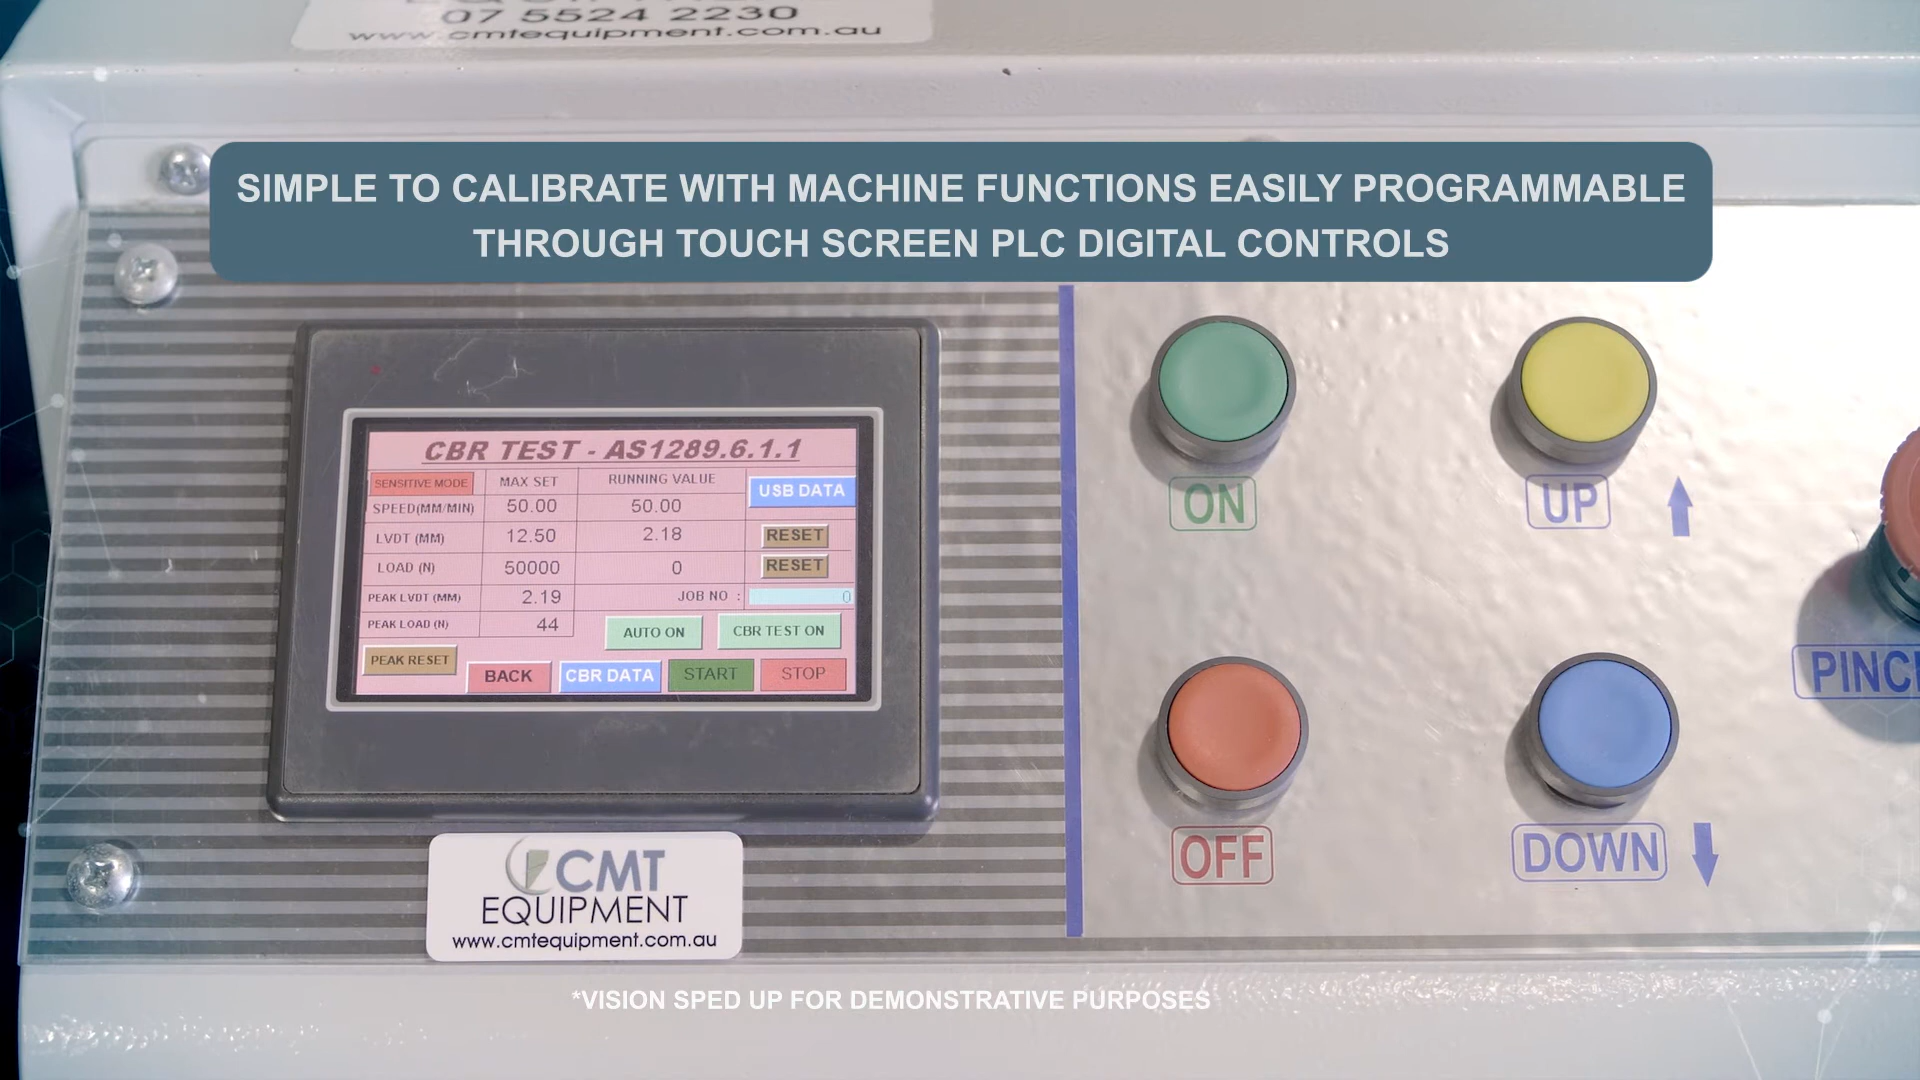 07 5524 2230
www.cmtequipment.com.au
SIMPLE TO CALIBRATE WITH MACHINE FUNCTIONS EASILY PROGRAMMABLE
THROUGH TOUCH SCREEN PLC DIGITAL CONTROLS
CBR TEST - AS1289.6.1.1
SENSITIVE MODE MAX SET RUNNING VALUE USB DATA
SPEED(MM/MIN) 50.00 50.00
LVDT (MM) 12.50 2.18 RESET
LOAD (N) 50000 0 RESET
PEAK LVDT (MM) 2.19 JOB NO : 0
PEAK LOAD (N) 44 AUTO ON CBR TEST ON
PEAK RESET BACK CBR DATA START STOP
ON
UP
PINC
OFF
DOWN
CMT
EQUIPMENT
www.cmtequipment.com.au
*VISION SPED UP FOR DEMONSTRATIVE PURPOSES